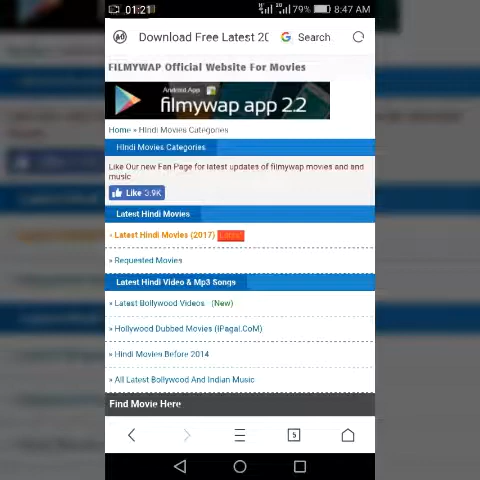 01:21 79% 8:47 AM
Download Free Latest 20 G Search
FILMYWAP Official Website For Movies
Android App
filmywap app 2.2
Home » Hindi Movies Categories
Hindi Movies Categories
Like Our new Fan Page for latest updates of filmywap movies and and
music
Like 3.9K
Latest Hindi Movies
» Latest Hindi Movies (2017)
» Requested Movies
Latest Hindi Video & Mp3 Songs
» Latest Bollywood Videos (New)
» Hollywood Dubbed Movies (iPagal.CoM)
» Hindi Movies Before 2014
» All Latest Bollywood And Indian Music
Find Movie Here
5